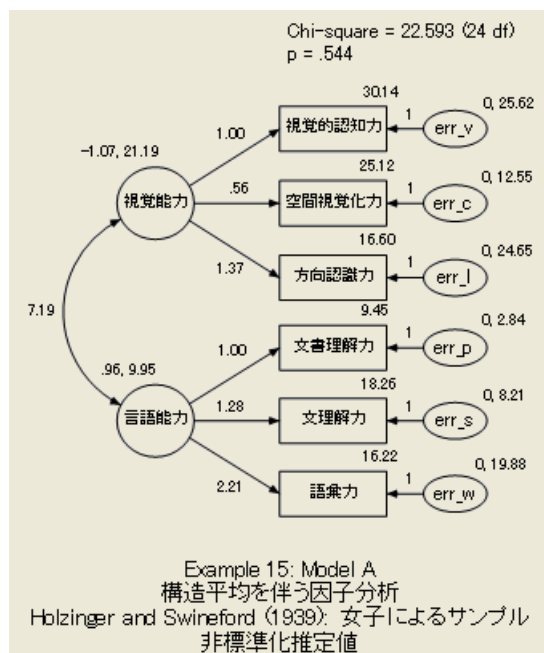 Chi-square = 22.593 (24 df)
p = .544
30.14
1.00
視覚的認知力
1
err_v
0, 25.62
-1.07, 21.19
25.12
視覚能力
.56
空間視覚化力
1
err_c
0, 12.55
16.60
1.37
方向認識力
1
err_l
0, 24.65
7.19
9.45
1.00
文書理解力
1
err_p
0, 2.84
.96, 9.95
18.26
言語能力
1.28
文理解力
1
err_s
0, 8.21
16.22
2.21
語彙力
1
err_w
0, 19.88
Example 15: Model A
構造平均を伴う因子分析
Holzinger and Swineford (1939): 女子によるサンプル
非標準化推定値